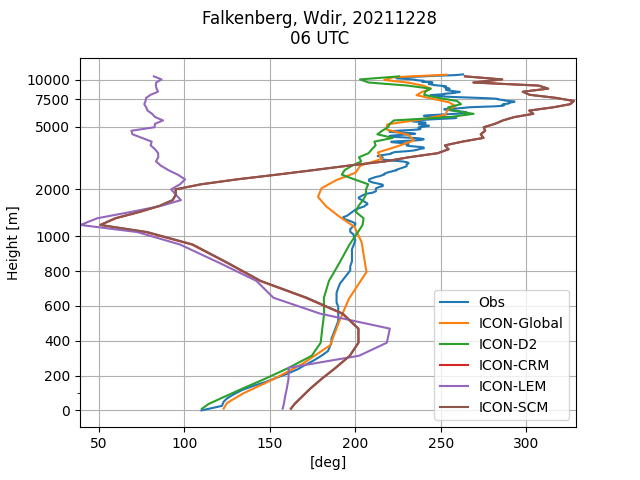 Falkenberg, Wdir, 20211228
06 UTC
10000
7500
5000
2000
1000
800
600
400
200
0
Height [m]
50
100
150
200
250
300
[deg]
Obs
ICON-Global
ICON-D2
ICON-CRM
ICON-LEM
ICON-SCM